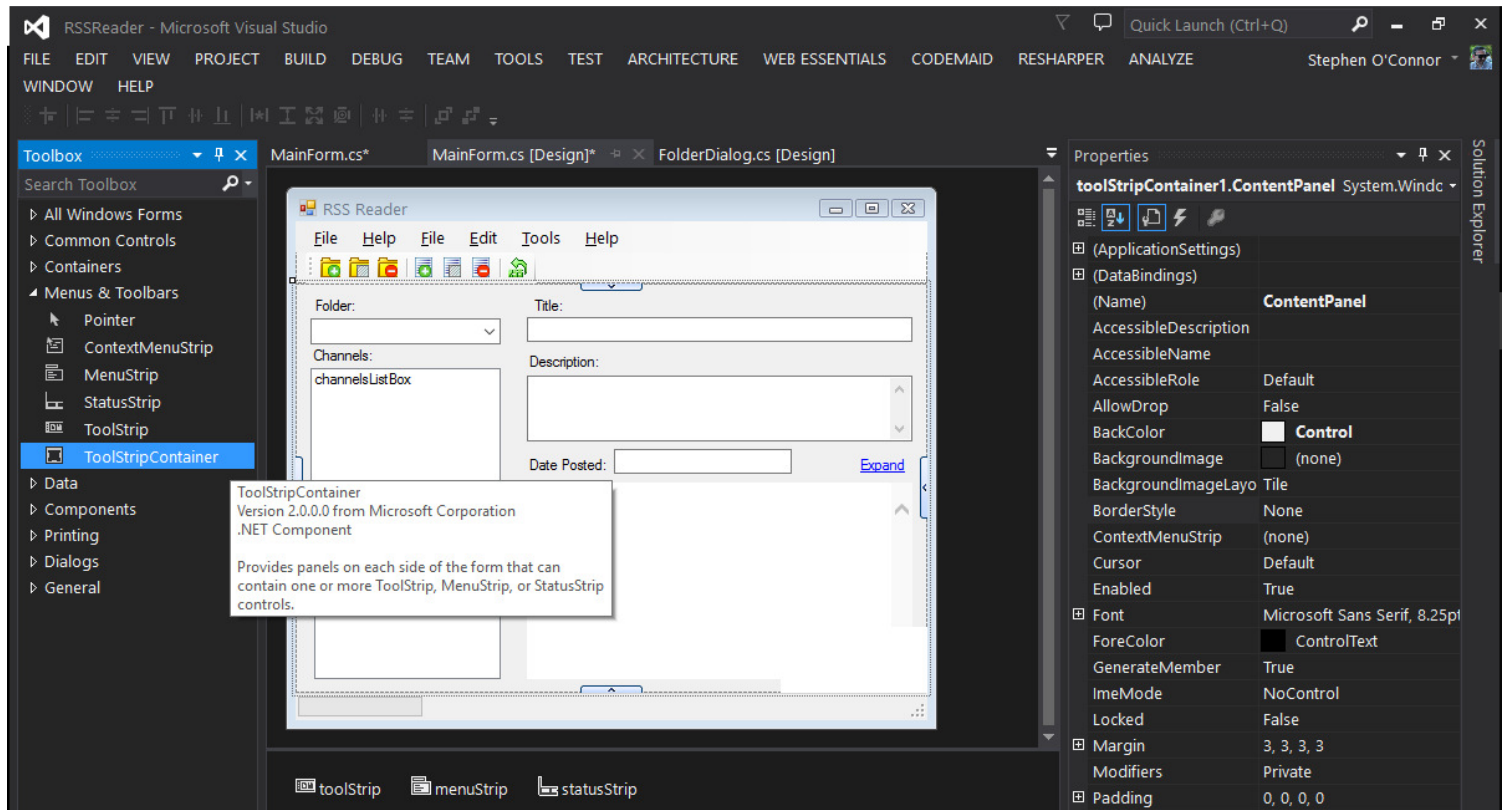 RSSReader - Microsoft Visual Studio
Quick Launch (Ctrl+Q)
FILE EDIT VIEW PROJECT BUILD DEBUG TEAM TOOLS TEST ARCHITECTURE WEB ESSENTIALS CODEMAID RESHARPER ANALYZE
Stephen O'Connor
WINDOW HELP
Toolbox
Search Toolbox
All Windows Forms
Common Controls
Containers
Menus & Toolbars
Pointer
ContextMenuStrip
MenuStrip
StatusStrip
ToolStrip
ToolStripContainer
Data
Components
Printing
Dialogs
General
ToolStripContainer
Version 2.0.0.0 from Microsoft Corporation
.NET Component
Provides panels on each side of the form that can
contain one or more ToolStrip, MenuStrip, or StatusStrip
controls.
MainForm.cs* MainForm.cs [Design]* FolderDialog.cs [Design]
RSS Reader
File Help File Edit Tools Help
Folder:
Channels:
channelsListBox
Title:
Description:
Date Posted:
Expand
toolStrip menuStrip statusStrip
Properties
toolStripContainer1.ContentPanel System.Windc
(ApplicationSettings)
(DataBindings)
(Name) ContentPanel
AccessibleDescription
AccessibleName
AccessibleRole Default
AllowDrop False
BackColor Control
BackgroundImage (none)
BackgroundImageLayo Tile
BorderStyle None
ContextMenuStrip (none)
Cursor Default
Enabled True
Font Microsoft Sans Serif, 8.25pt
ForeColor ControlText
GenerateMember True
ImeMode NoControl
Locked False
Margin 3, 3, 3, 3
Modifiers Private
Padding 0, 0, 0, 0
Solution Explorer